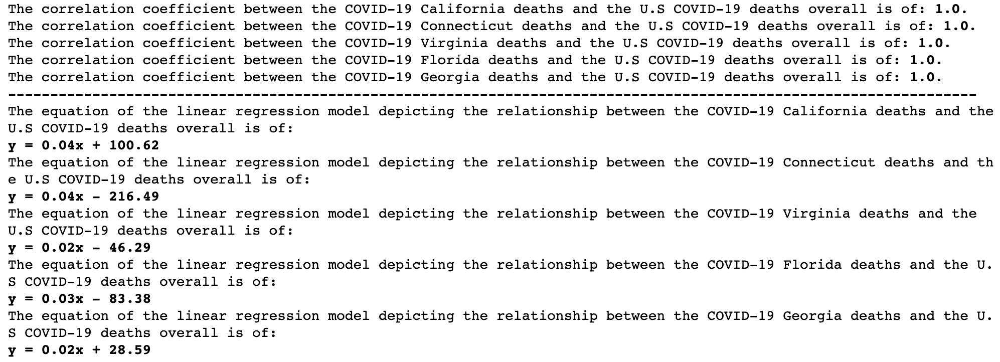 The correlation coefficient between the COVID-19 California deaths and the U.S COVID-19 deaths overall is of: 1.0.
The correlation coefficient between the COVID-19 Connecticut deaths and the U.S COVID-19 deaths overall is of: 1.0.
The correlation coefficient between the COVID-19 Virginia deaths and the U.S COVID-19 deaths overall is of: 1.0.
The correlation coefficient between the COVID-19 Florida deaths and the U.S COVID-19 deaths overall is of: 1.0.
The correlation coefficient between the COVID-19 Georgia deaths and the U.S COVID-19 deaths overall is of: 1.0.
-------------------------------------------------------------------------------------------------------------------
The equation of the linear regression model depicting the relationship between the COVID-19 California deaths and the
U.S COVID-19 deaths overall is of:
y = 0.04x + 100.62
The equation of the linear regression model depicting the relationship between the COVID-19 Connecticut deaths and th
e U.S COVID-19 deaths overall is of:
y = 0.04x - 216.49
The equation of the linear regression model depicting the relationship between the COVID-19 Virginia deaths and the
U.S COVID-19 deaths overall is of:
y = 0.02x - 46.29
The equation of the linear regression model depicting the relationship between the COVID-19 Florida deaths and the U.
S COVID-19 deaths overall is of:
y = 0.03x - 83.38
The equation of the linear regression model depicting the relationship between the COVID-19 Georgia deaths and the U.
S COVID-19 deaths overall is of:
y = 0.02x + 28.59